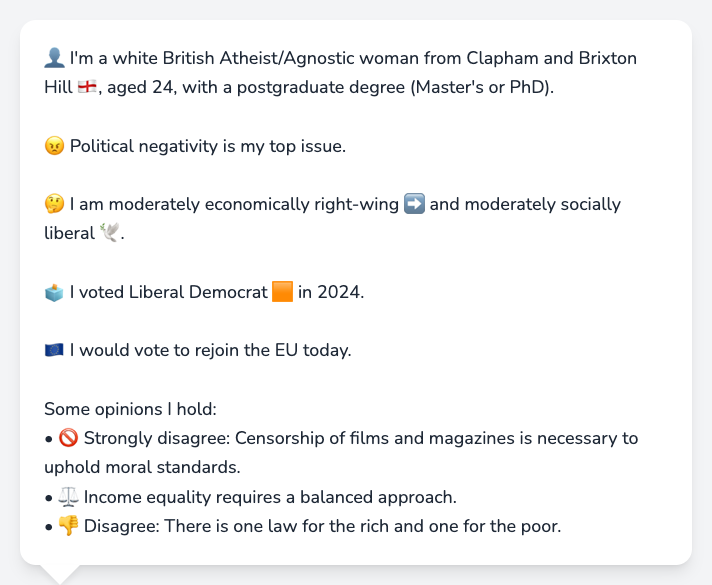 👤 I'm a white British Atheist/Agnostic woman from Clapham and Brixton
Hill 🏴󠁧󠁢󠁥󠁮󠁧󠁿, aged 24, with a postgraduate degree (Master's or PhD).
😠 Political negativity is my top issue.
🤔 I am moderately economically right-wing ➡️ and moderately socially
liberal 🕊️.
🗳️ I voted Liberal Democrat 🟧 in 2024.
🇪🇺 I would vote to rejoin the EU today.
Some opinions I hold:
• 🚫 Strongly disagree: Censorship of films and magazines is necessary to
uphold moral standards.
• ⚖️ Income equality requires a balanced approach.
• 👎 Disagree: There is one law for the rich and one for the poor.